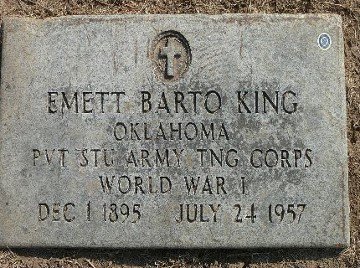 EMETT BARTO KING
OKLAHOMA
PVT STU ARMY TNG CORPS
WORLD WAR I
DEC 1 1895 JULY 24 1957